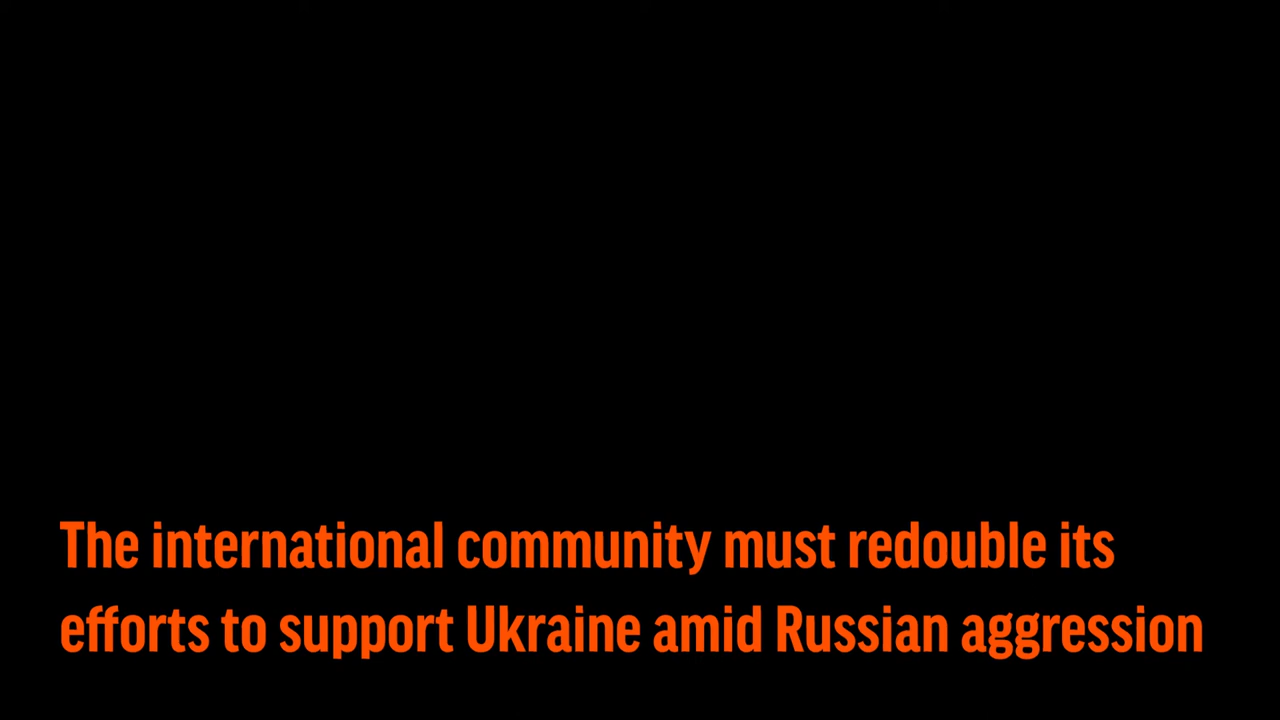 The international community must redouble its
efforts to support Ukraine amid Russian aggression